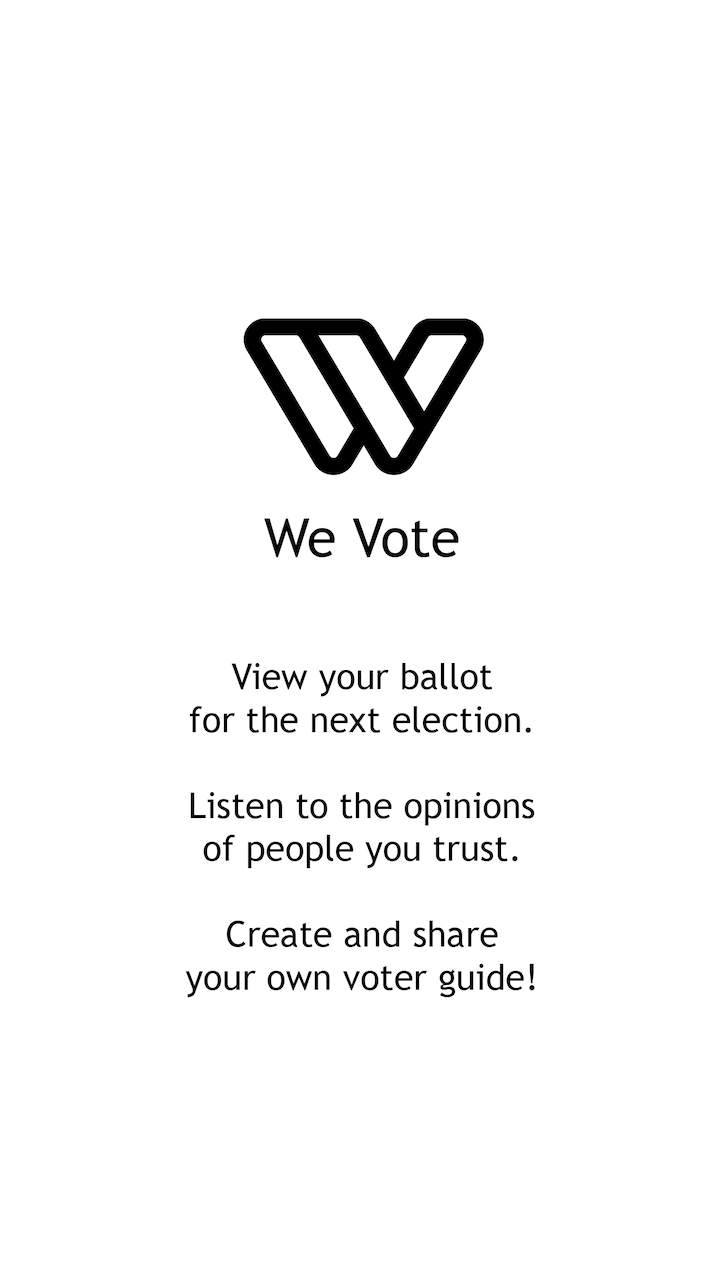 We Vote
View your ballot
for the next election.
Listen to the opinions
of people you trust.
Create and share
your own voter guide!